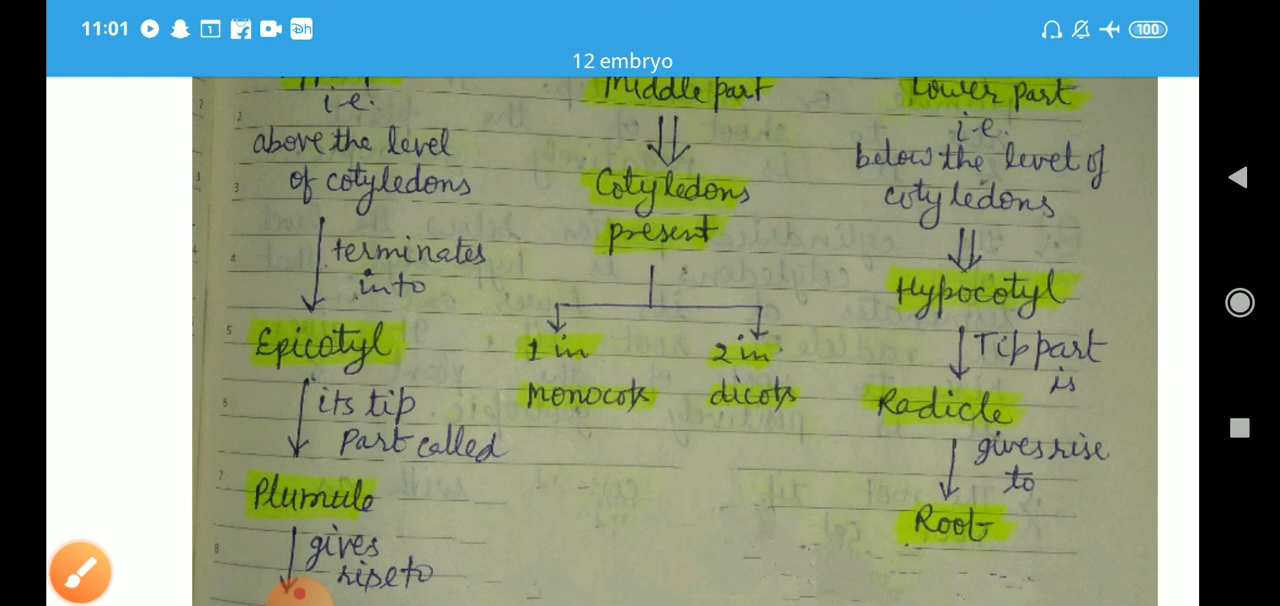 11:01
100
12 embryo
i.e.
above the level
of cotyledons
terminates
into
Epicotyl
its tip
Part called
Plumule
gives
rise to
Middle part
Cotyledons
present
1 in
Monocots
2 in
dicots
Lower part
i.e.
below the level of
cotyledons
Hypocotyl
Tip part
is
Radicle
gives rise
to
Root